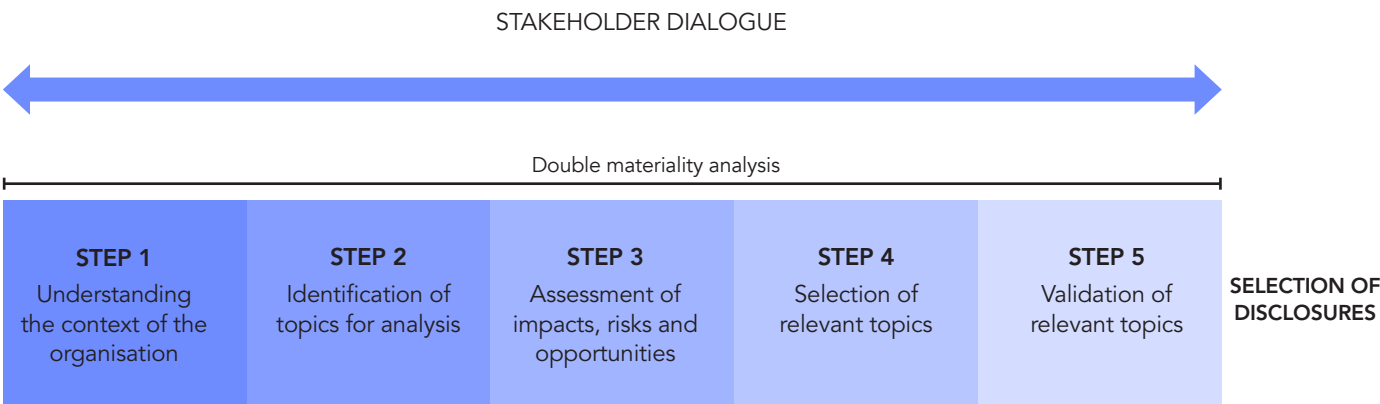 STAKEHOLDER DIALOGUE
Double materiality analysis
STEP 1
Understanding
the context of the
organisation
STEP 2
Identification of
topics for analysis
STEP 3
Assessment of
impacts, risks and
opportunities
STEP 4
Selection of
relevant topics
STEP 5
Validation of
relevant topics
SELECTION OF
DISCLOSURES